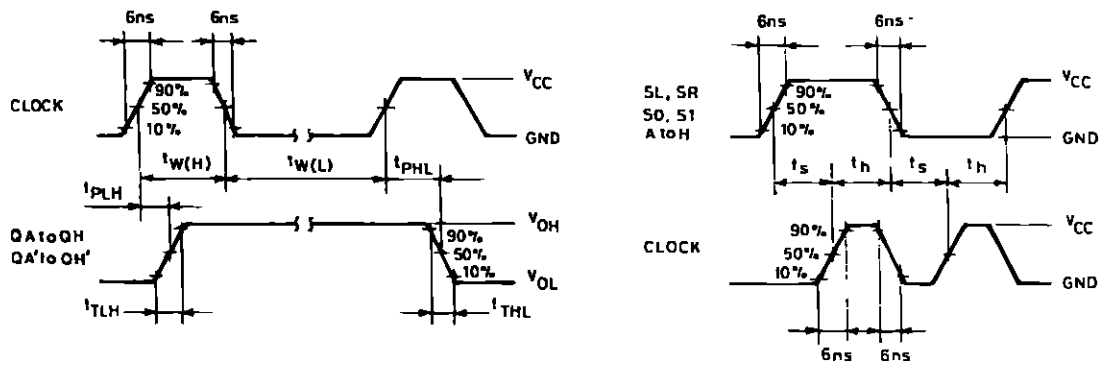 6ns 6ns
VCC
90%
CLOCK 50%
10%
GND
tW(H) tW(L) tPHL
tPLH
VOH
QA to QH 90%
QA' to QH' 50%
10%
VOL
tTLH tTHL
6ns 6ns
VCC
SL, SR 90%
S0, S1 50%
A to H 10%
GND
ts th ts th
VCC
90%
CLOCK 50%
10%
GND
6ns 6ns